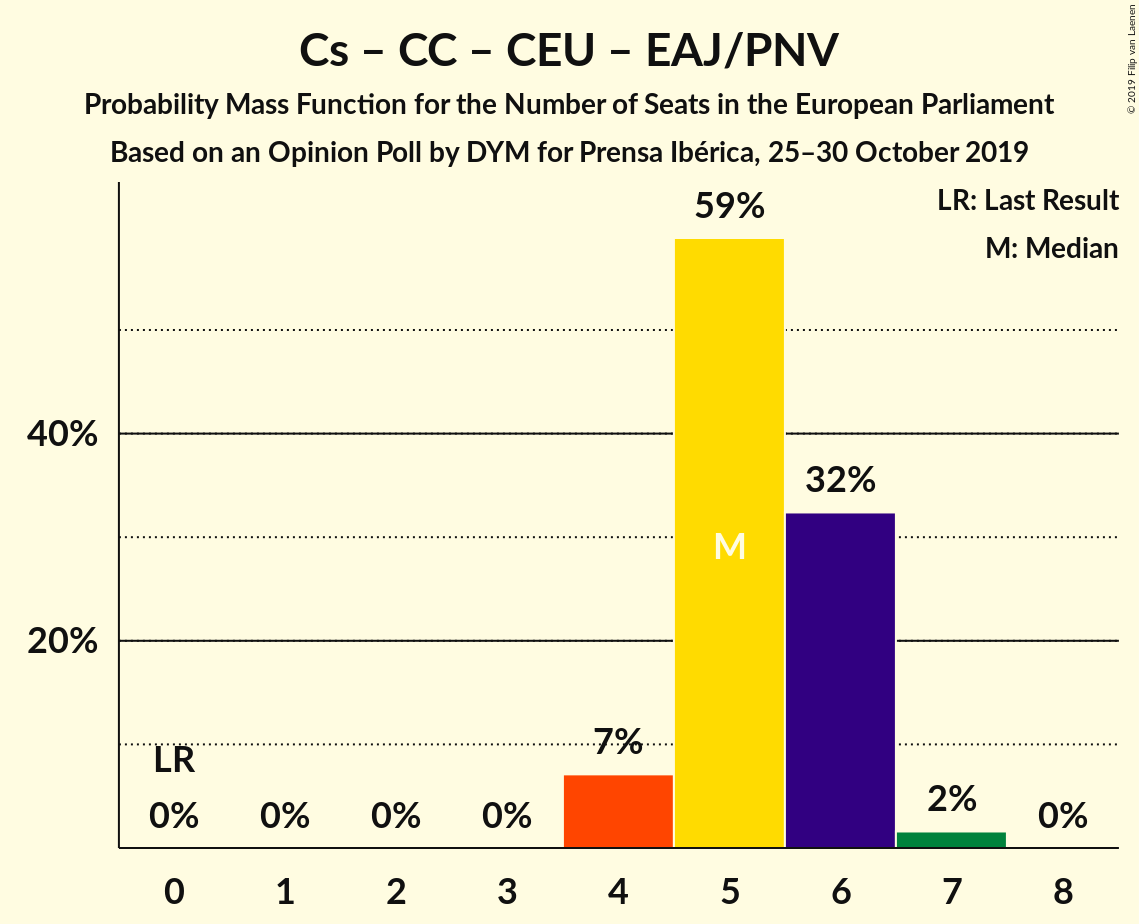 Cs – CC – CEU – EAJ/PNV
Probability Mass Function for the Number of Seats in the European Parliament
Based on an Opinion Poll by DYM for Prensa Ibérica, 25–30 October 2019
© 2019 Filip van Laenen
LR: Last Result
M: Median
59%
40%
32%
M
20%
7%
LR
2%
0% 0% 0% 0% 0%
0 1 2 3 4 5 6 7 8